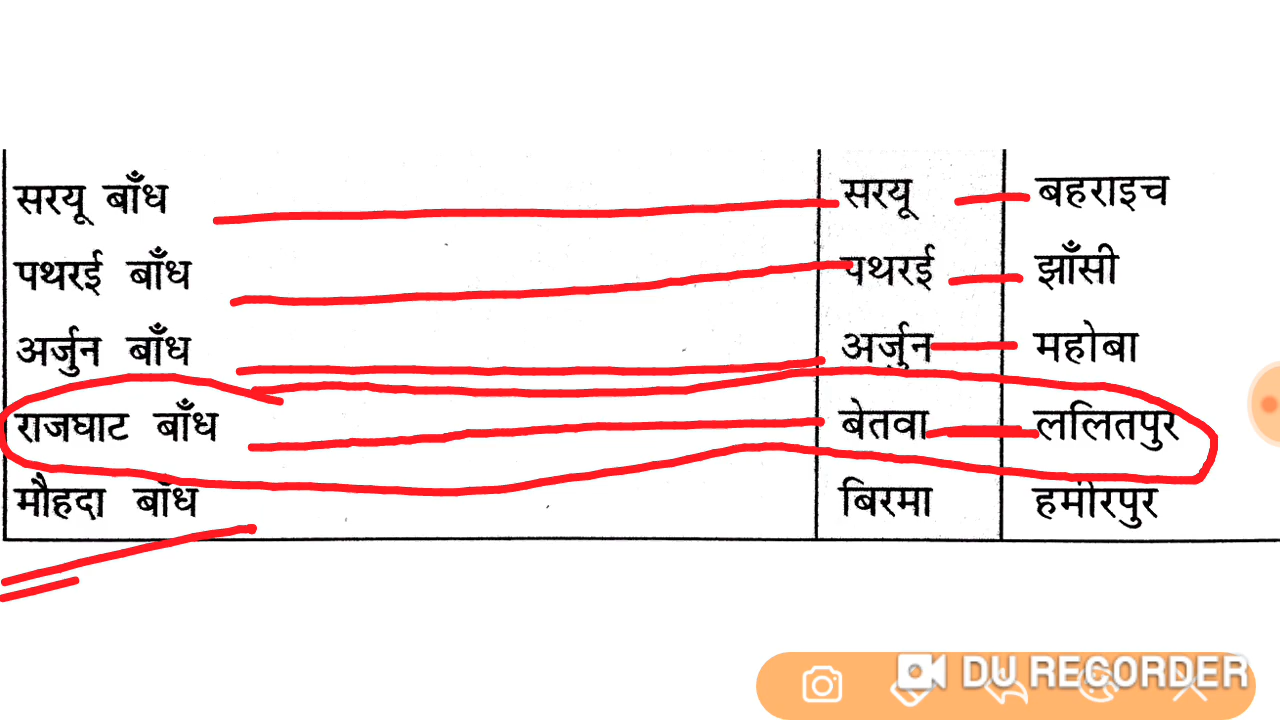 सरयू बाँध सरयू बहराइच
पथरई बाँध पथरई झाँसी
अर्जुन बाँध अर्जुन महोबा
राजघाट बाँध बेतवा ललितपुर
मौहदा बाँध बिरमा हमीरपुर
DU RECORDER